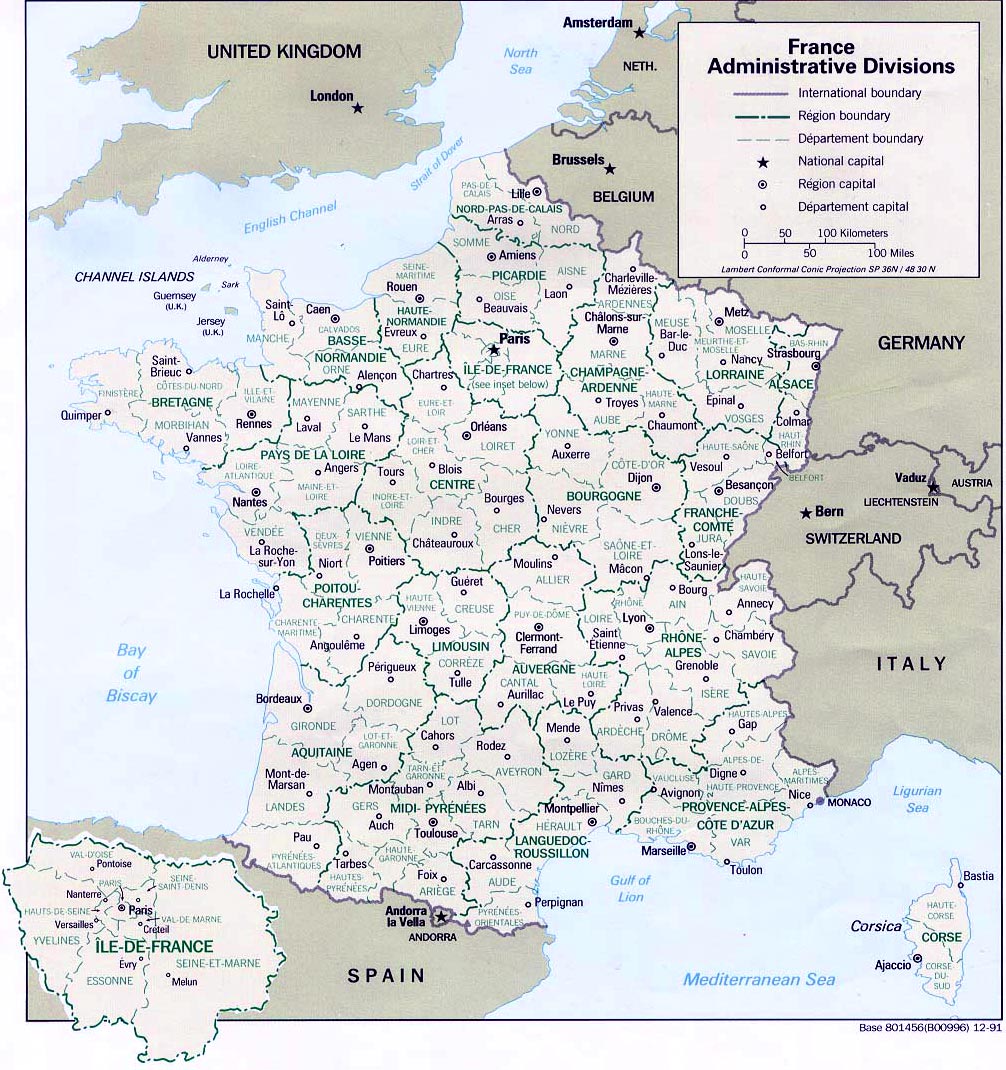 France
Administrative Divisions
International boundary
Région boundary
Département boundary
National capital
Région capital
Département capital
0 50 100 Kilometers
0 50 100 Miles
Lambert Conformal Conic Projection SP 36N / 48 30 N
UNITED KINGDOM
London
North
Sea
Amsterdam
NETH.
Brussels
BELGIUM
Strait of Dover
English Channel
CHANNEL ISLANDS
Alderney
Guernsey
(U.K.)
Sark
Jersey
(U.K.)
GERMANY
Vaduz
LIECHTENSTEIN
AUSTRIA
Bern
SWITZERLAND
ITALY
MONACO
Ligurian
Sea
Bay
of
Biscay
Gulf of
Lion
Mediterranean Sea
SPAIN
Andorra
la Vella
ANDORRA
PAS-DE-
CALAIS
Lille
NORD-PAS-DE-CALAIS
Arras
NORD
SOMME
Amiens
PICARDIE
AISNE
OISE
Beauvais
Laon
SEINE-
MARITIME
Rouen
HAUTE-
NORMANDIE
Évreux
EURE
Saint-
Lô
Caen
CALVADOS
MANCHE
BASSE-
NORMANDIE
ORNE
Alençon
Charleville-
Mézières
ARDENNES
Châlons-sur-
Marne
MARNE
CHAMPAGNE
ARDENNE
Troyes
AUBE
HAUTE-
MARNE
Chaumont
MEUSE
Bar-le-
Duc
Metz
MOSELLE
MEURTHE-ET-
MOSELLE
Nancy
LORRAINE
Épinal
VOSGES
BAS-RHIN
Strasbourg
ALSACE
Colmar
HAUT
RHIN
Paris
ÎLE-DE-FRANCE
(see inset below)
Saint-
Brieuc
CÔTES-DU-NORD
FINISTÈRE
BRETAGNE
Quimper
MORBIHAN
Vannes
ILLE-ET-
VILAINE
Rennes
MAYENNE
Laval
SARTHE
Le Mans
PAYS DE LA LOIRE
LOIRE-
ATLANTIQUE
Angers
MAINE-ET-
LOIRE
Nantes
VENDÉE
La Roche-
sur-Yon
Chartres
EURE-ET
LOIR
Orléans
LOIRET
LOIR-ET-
CHER
Blois
Tours
CENTRE
INDRE-ET-
LOIRE
Bourges
CHER
INDRE
Châteauroux
YONNE
Auxerre
CÔTE-D'OR
Dijon
BOURGOGNE
Nevers
NIÈVRE
SAÔNE-ET-
LOIRE
Mâcon
HAUTE-SAÔNE
Vesoul
Belfort
BELFORT
Besançon
DOUBS
FRANCHE-
COMTÉ
JURA
Lons-le-
Saunier
DEUX-
SÈVRES
VIENNE
Niort
Poitiers
POITOU-
CHARENTES
La Rochelle
CHARENTE-
MARITIME
CHARENTE
Angoulême
HAUTE
VIENNE
Guéret
CREUSE
Limoges
LIMOUSIN
CORRÈZE
Tulle
Moulins
ALLIER
PUY-DE-DÔME
Clermont-
Ferrand
AUVERGNE
CANTAL
Aurillac
HAUTE-
LOIRE
Le Puy
LOIRE
RHÔNE
Lyon
Saint
Étienne
Bourg
AIN
HAUTE
SAVOIE
Annecy
Chambéry
SAVOIE
RHÔNE-
ALPES
Grenoble
ISÈRE
Privas
Valence
ARDÈCHE
DRÔME
Périgueux
DORDOGNE
Bordeaux
GIRONDE
AQUITAINE
LOT-ET-
GARONNE
Agen
Mont-de-
Marsan
LANDES
Pau
PYRÉNÉES-
ATLANTIQUES
LOT
Cahors
Rodez
AVEYRON
TARN-ET
GARONNE
Montauban
Albi
GERS
MIDI-PYRÉNÉES
Auch
Toulouse
TARN
HAUTE-
GARONNE
Tarbes
HAUTES-
PYRÉNÉES
Foix
ARIÈGE
Mende
LOZÈRE
GARD
Nîmes
Montpellier
HÉRAULT
LANGUEDOC-
ROUSSILLON
Carcassonne
AUDE
Perpignan
PYRÉNÉES-
ORIENTALES
HAUTES-ALPES
Gap
ALPES-DE-
HAUTE-PROVENCE
Digne
ALPES-
MARITIMES
Nice
VAUCLUSE
Avignon
PROVENCE-ALPES-
CÔTE D'AZUR
BOUCHES-DU-
RHÔNE
VAR
Marseille
Toulon
Bastia
HAUTE-
CORSE
Corsica
CORSE
Ajaccio
CORSE-
DU-
SUD
VAL-D'OISE
Pontoise
SEINE-
SAINT-DENIS
PARIS
Nanterre
Paris
HAUTS-DE-SEINE
VAL-DE MARNE
Versailles
Créteil
YVELINES
ÎLE-DE-FRANCE
Évry
SEINE-ET-MARNE
ESSONNE
Melun
Base 801456(B00996) 12-91